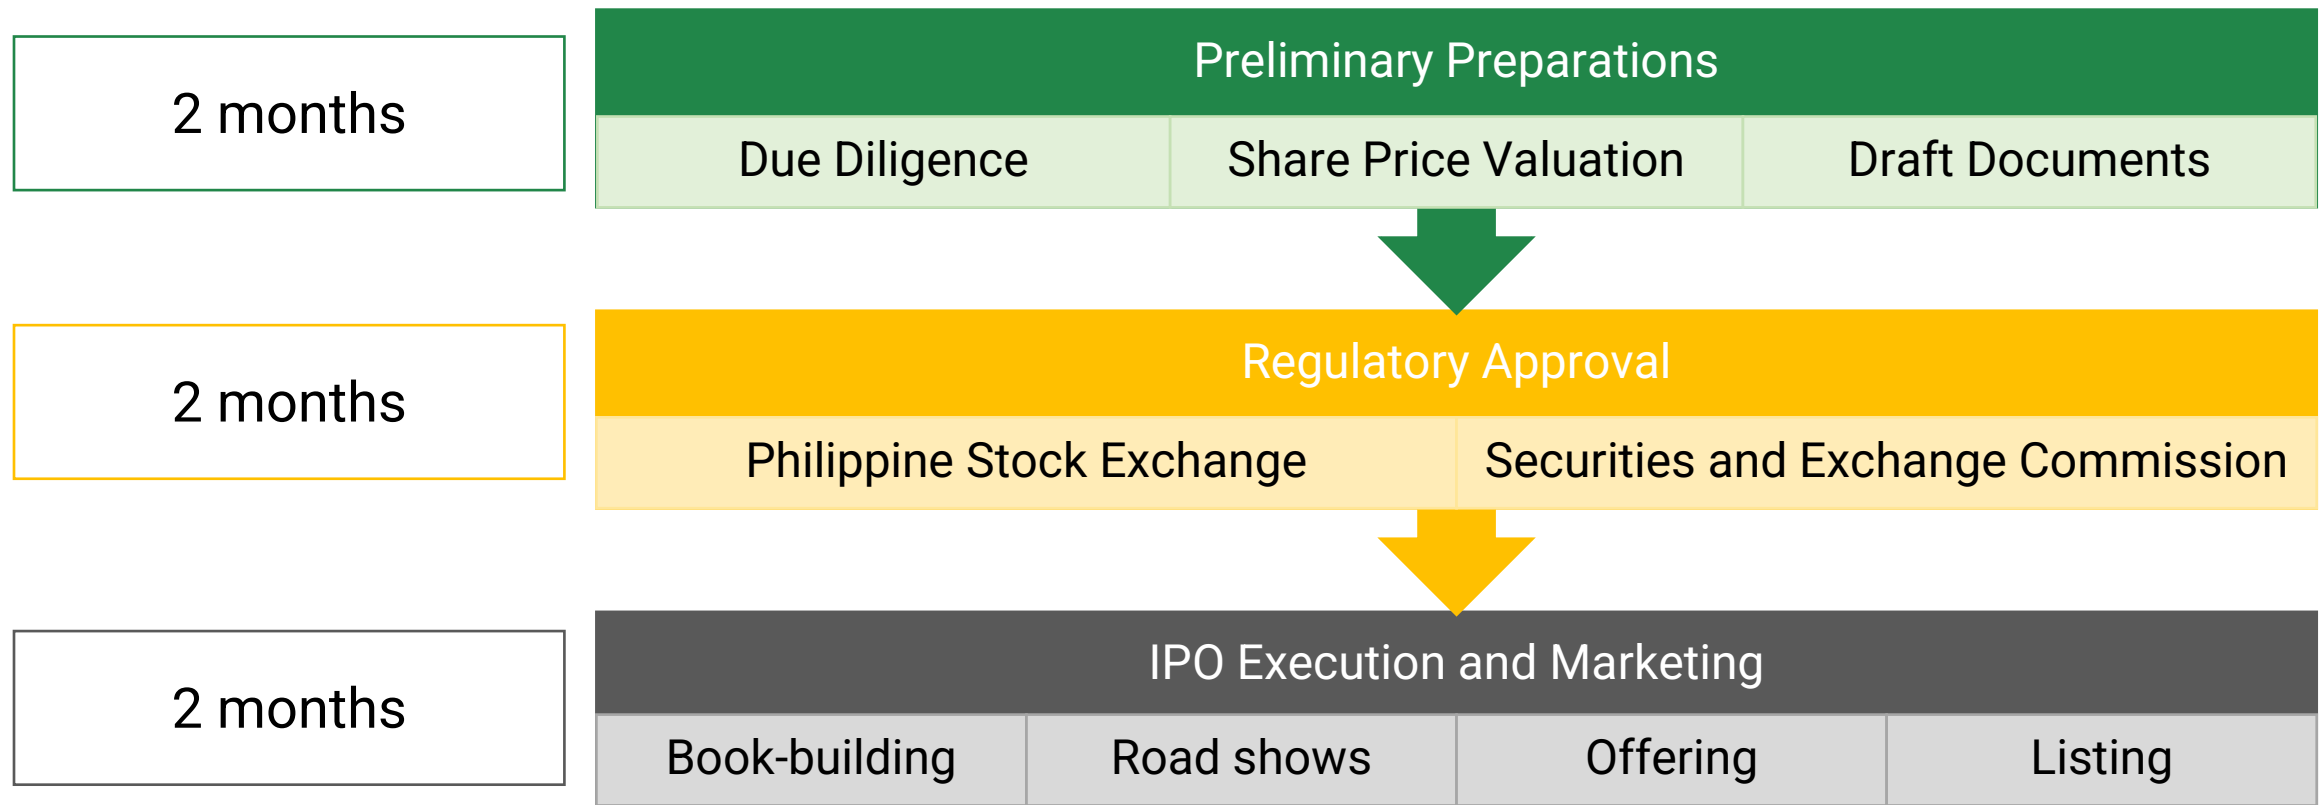 2 months
Preliminary Preparations
Due Diligence
Share Price Valuation
Draft Documents
2 months
Regulatory Approval
Philippine Stock Exchange
Securities and Exchange Commission
2 months
IPO Execution and Marketing
Book-building
Road shows
Offering
Listing